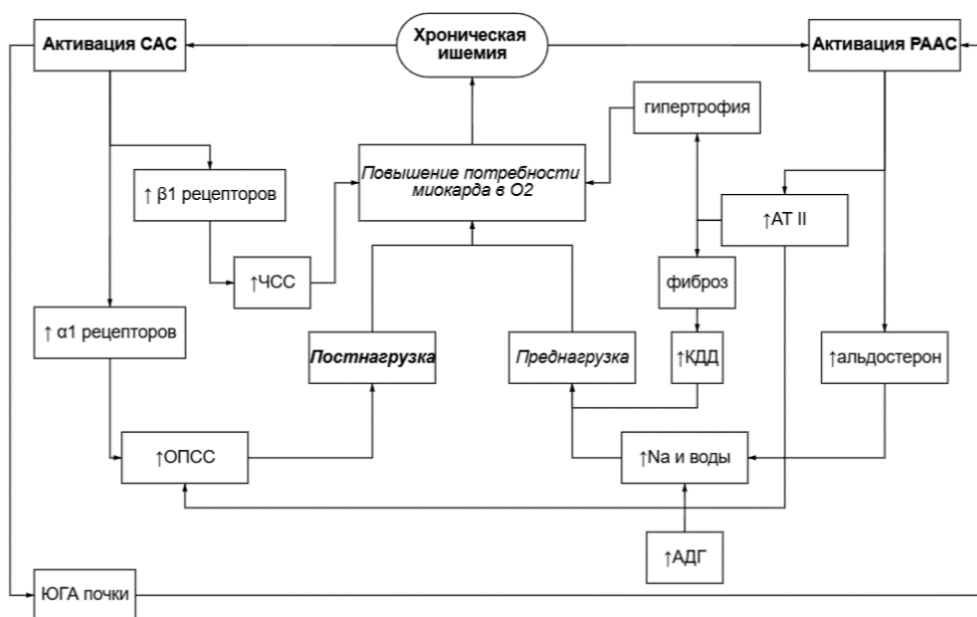 Активация САС
Хроническая
ишемия
Активация РААС
гипертрофия
Повышение потребности
миокарда в О2
↑ β1 рецепторов
↑АТ II
↑ЧСС
фиброз
↑ α1 рецепторов
Постнагрузка
Преднагрузка
↑КДД
↑альдостерон
↑ОПСС
↑Na и воды
↑АДГ
ЮГА почки